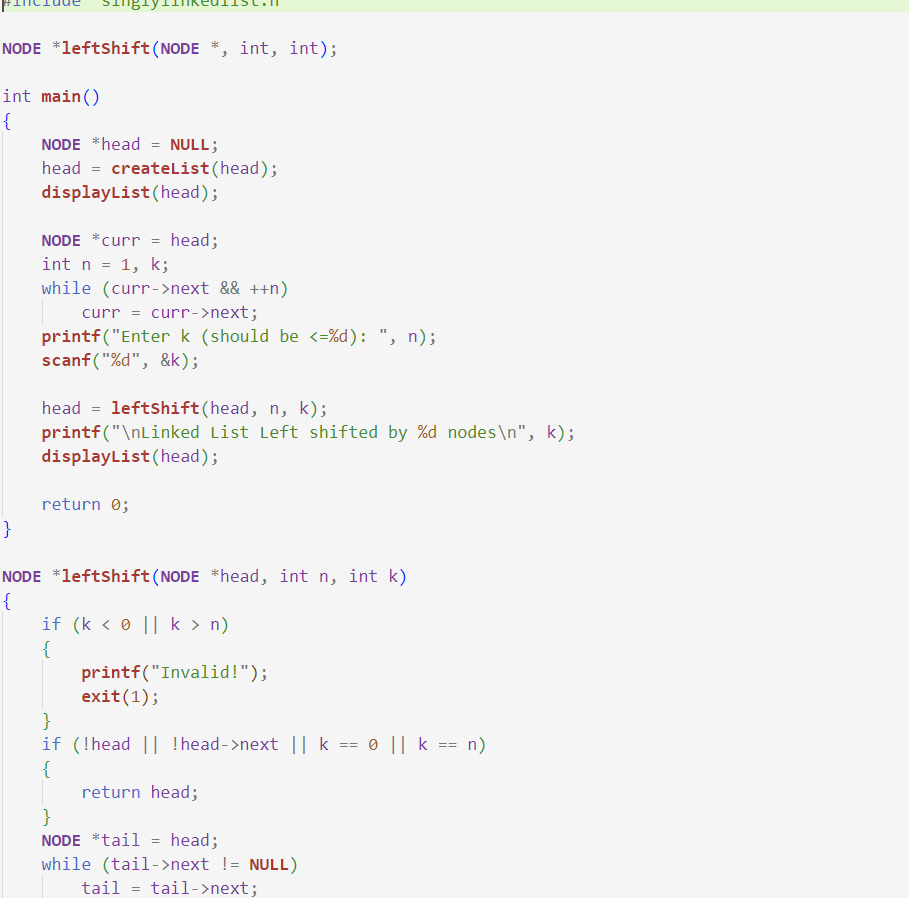 #include "singlylinkedlist.h"
NODE *leftShift(NODE *, int, int);
int main()
{
    NODE *head = NULL;
    head = createList(head);
    displayList(head);
    NODE *curr = head;
    int n = 1, k;
    while (curr->next && ++n)
        curr = curr->next;
    printf("Enter k (should be <=%d): ", n);
    scanf("%d", &k);
    head = leftShift(head, n, k);
    printf("\nLinked List Left shifted by %d nodes\n", k);
    displayList(head);
    return 0;
}
NODE *leftShift(NODE *head, int n, int k)
{
    if (k < 0 || k > n)
    {
        printf("Invalid!");
        exit(1);
    }
    if (!head || !head->next || k == 0 || k == n)
    {
        return head;
    }
    NODE *tail = head;
    while (tail->next != NULL)
        tail = tail->next;